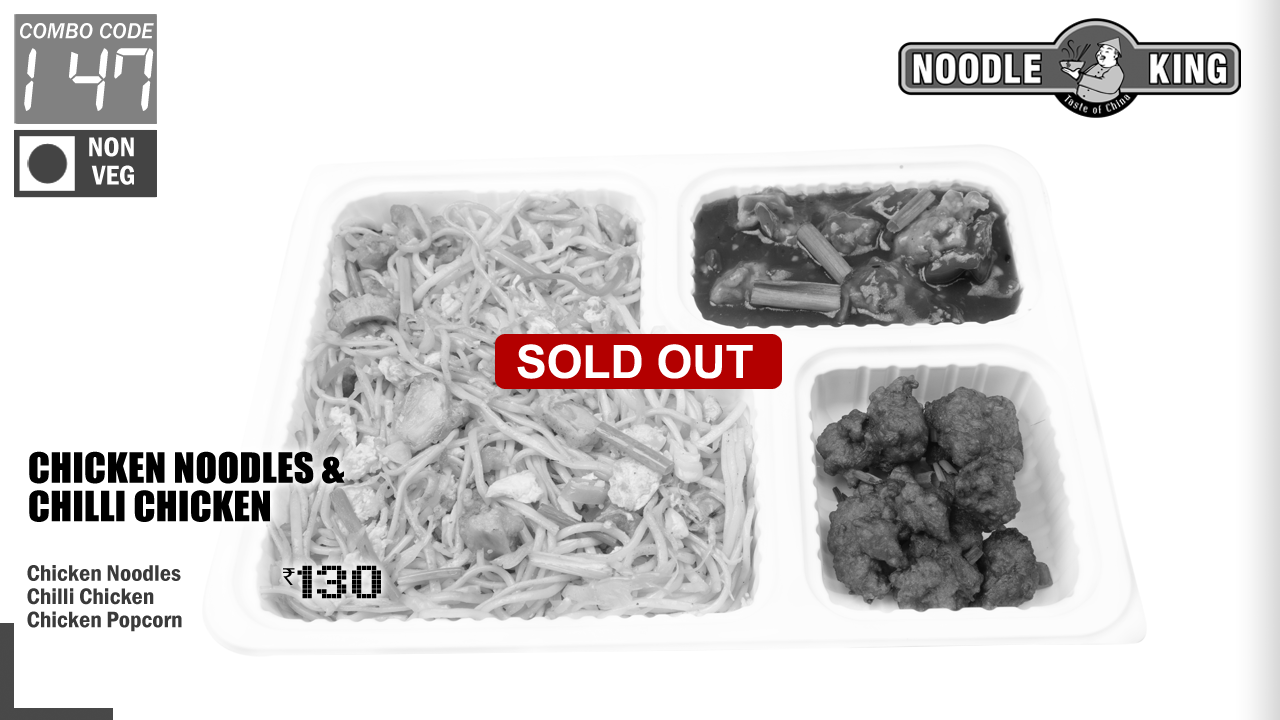 COMBO CODE
147
NON
VEG
NOODLE KING
Taste of China
SOLD OUT
CHICKEN NOODLES &
CHILLI CHICKEN
₹130
Chicken Noodles
Chilli Chicken
Chicken Popcorn